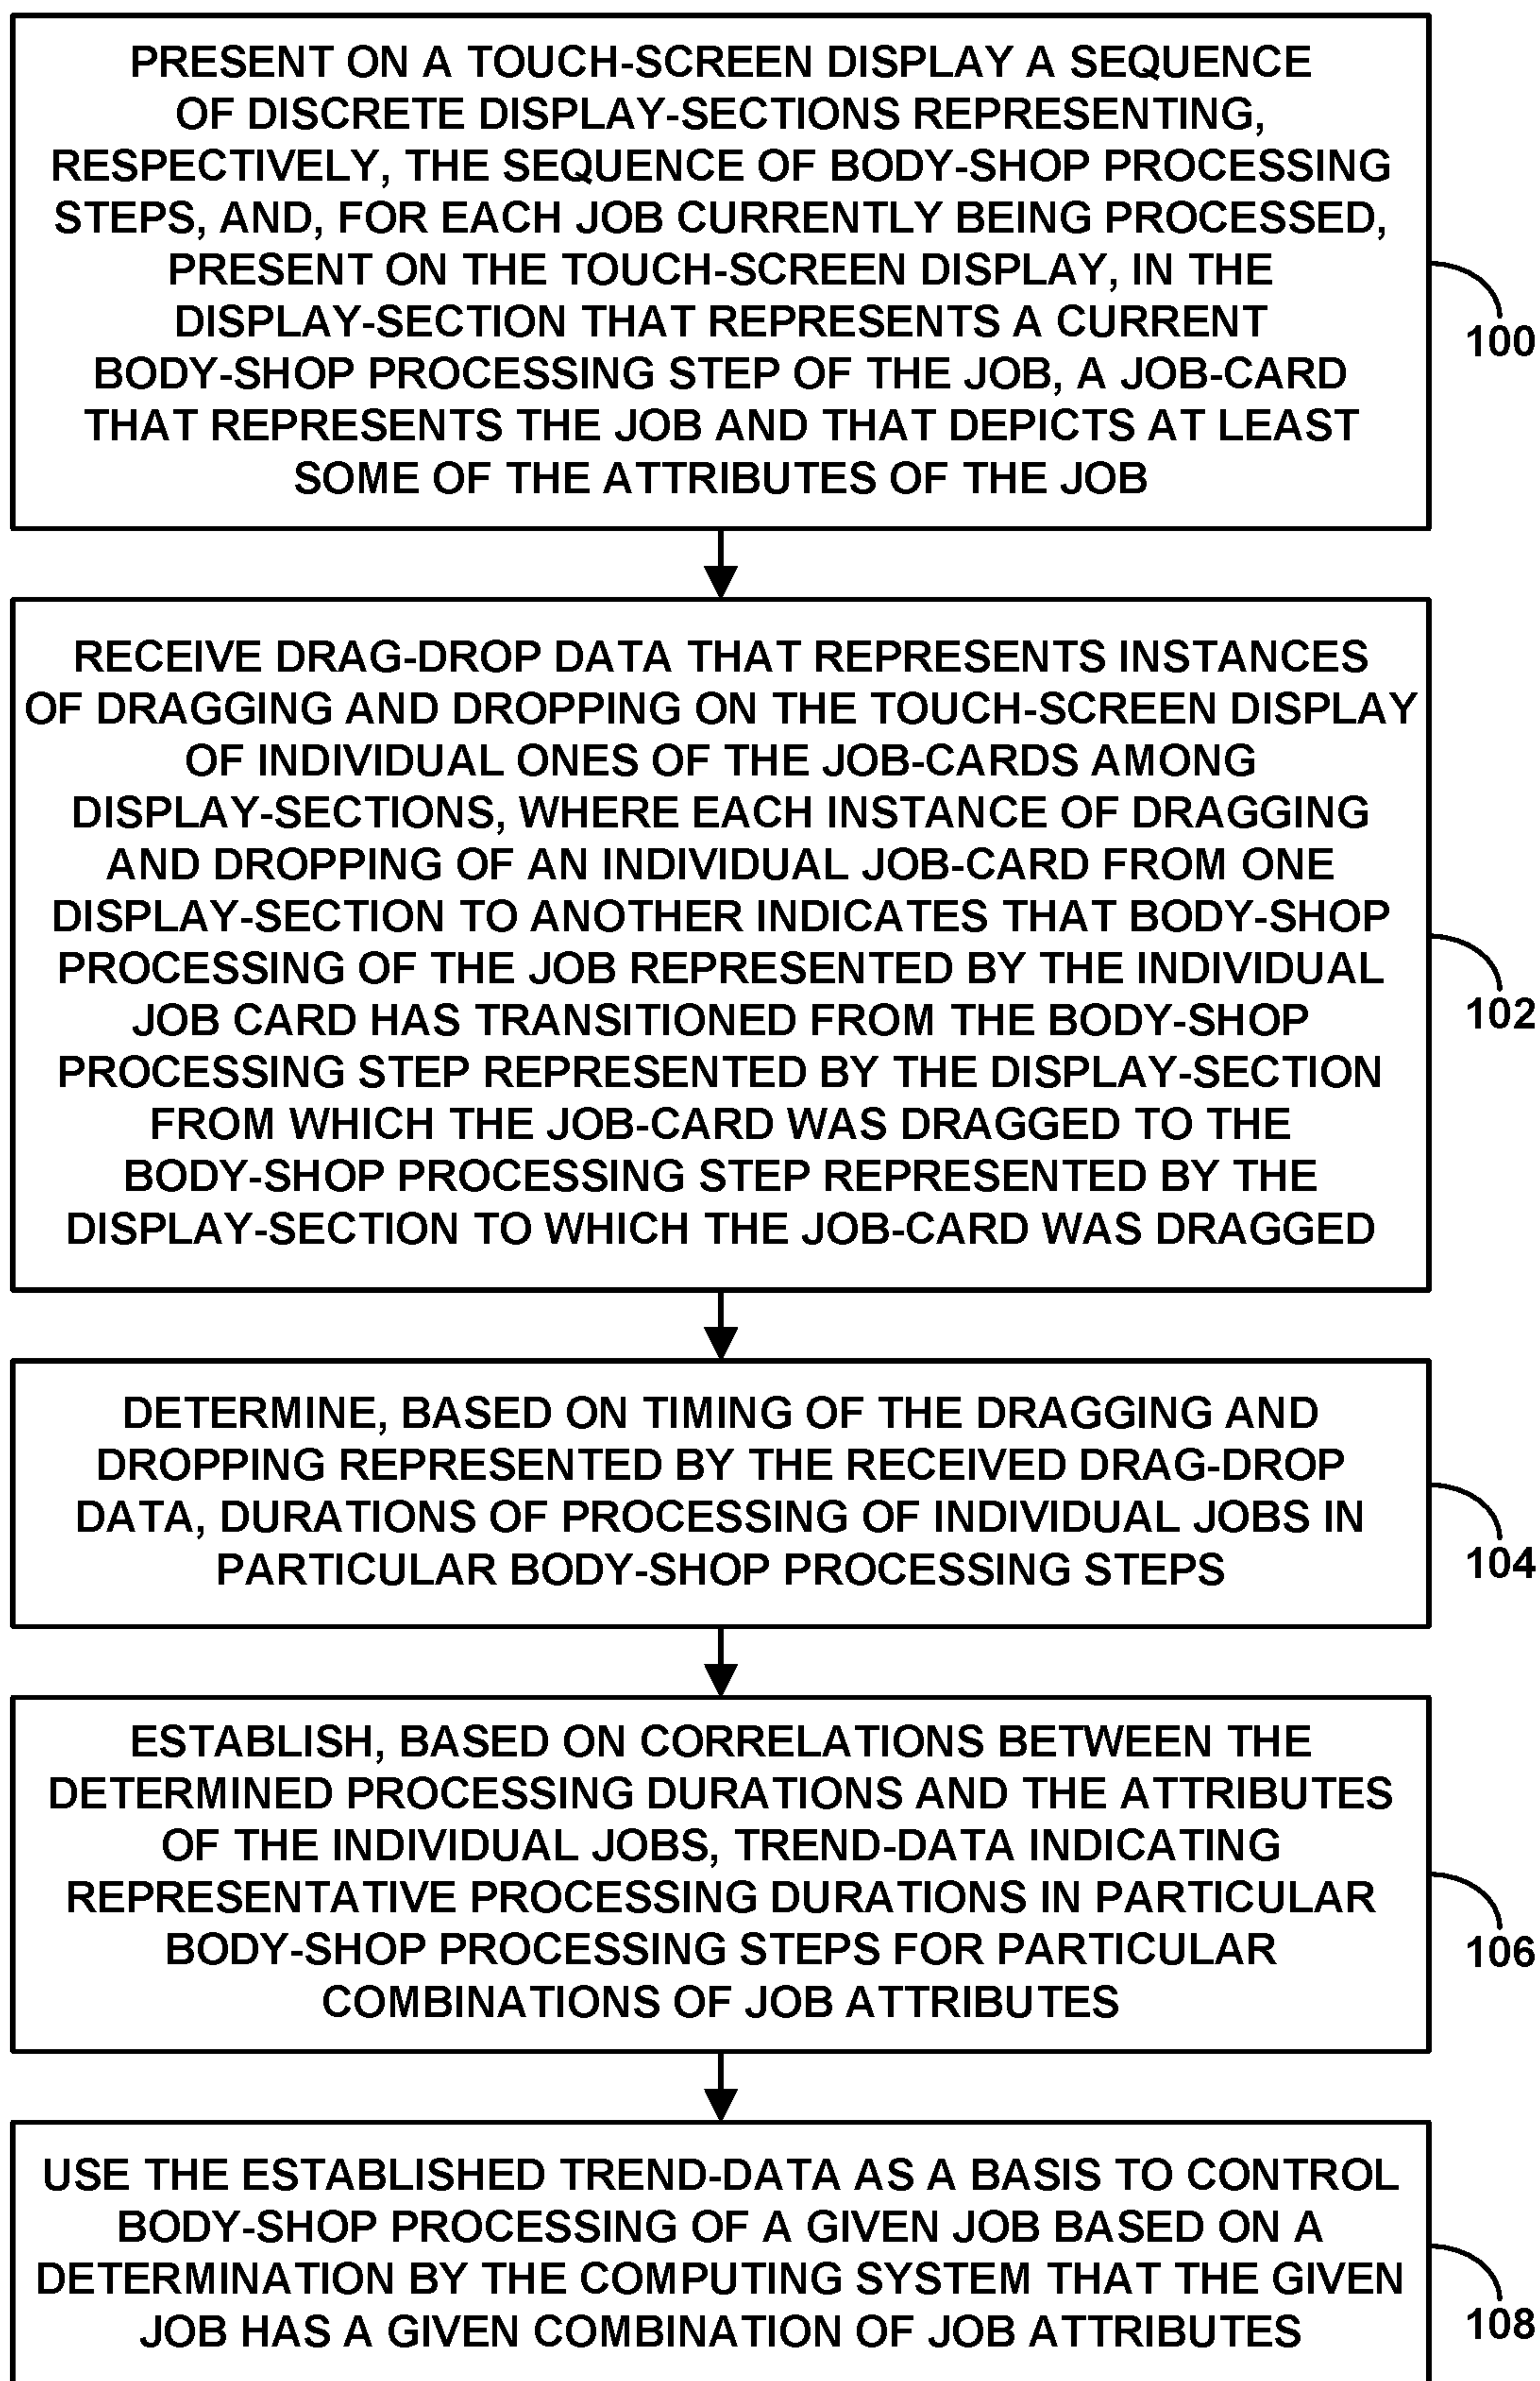 PRESENT ON A TOUCH-SCREEN DISPLAY A SEQUENCE
OF DISCRETE DISPLAY-SECTIONS REPRESENTING,
RESPECTIVELY, THE SEQUENCE OF BODY-SHOP PROCESSING
STEPS, AND, FOR EACH JOB CURRENTLY BEING PROCESSED,
PRESENT ON THE TOUCH-SCREEN DISPLAY, IN THE
DISPLAY-SECTION THAT REPRESENTS A CURRENT
BODY-SHOP PROCESSING STEP OF THE JOB, A JOB-CARD
THAT REPRESENTS THE JOB AND THAT DEPICTS AT LEAST
SOME OF THE ATTRIBUTES OF THE JOB
100
RECEIVE DRAG-DROP DATA THAT REPRESENTS INSTANCES
OF DRAGGING AND DROPPING ON THE TOUCH-SCREEN DISPLAY
OF INDIVIDUAL ONES OF THE JOB-CARDS AMONG
DISPLAY-SECTIONS, WHERE EACH INSTANCE OF DRAGGING
AND DROPPING OF AN INDIVIDUAL JOB-CARD FROM ONE
DISPLAY-SECTION TO ANOTHER INDICATES THAT BODY-SHOP
PROCESSING OF THE JOB REPRESENTED BY THE INDIVIDUAL
JOB CARD HAS TRANSITIONED FROM THE BODY-SHOP
PROCESSING STEP REPRESENTED BY THE DISPLAY-SECTION
FROM WHICH THE JOB-CARD WAS DRAGGED TO THE
BODY-SHOP PROCESSING STEP REPRESENTED BY THE
DISPLAY-SECTION TO WHICH THE JOB-CARD WAS DRAGGED
102
DETERMINE, BASED ON TIMING OF THE DRAGGING AND
DROPPING REPRESENTED BY THE RECEIVED DRAG-DROP
DATA, DURATIONS OF PROCESSING OF INDIVIDUAL JOBS IN
PARTICULAR BODY-SHOP PROCESSING STEPS
104
ESTABLISH, BASED ON CORRELATIONS BETWEEN THE
DETERMINED PROCESSING DURATIONS AND THE ATTRIBUTES
OF THE INDIVIDUAL JOBS, TREND-DATA INDICATING
REPRESENTATIVE PROCESSING DURATIONS IN PARTICULAR
BODY-SHOP PROCESSING STEPS FOR PARTICULAR
COMBINATIONS OF JOB ATTRIBUTES
106
USE THE ESTABLISHED TREND-DATA AS A BASIS TO CONTROL
BODY-SHOP PROCESSING OF A GIVEN JOB BASED ON A
DETERMINATION BY THE COMPUTING SYSTEM THAT THE GIVEN
JOB HAS A GIVEN COMBINATION OF JOB ATTRIBUTES
108